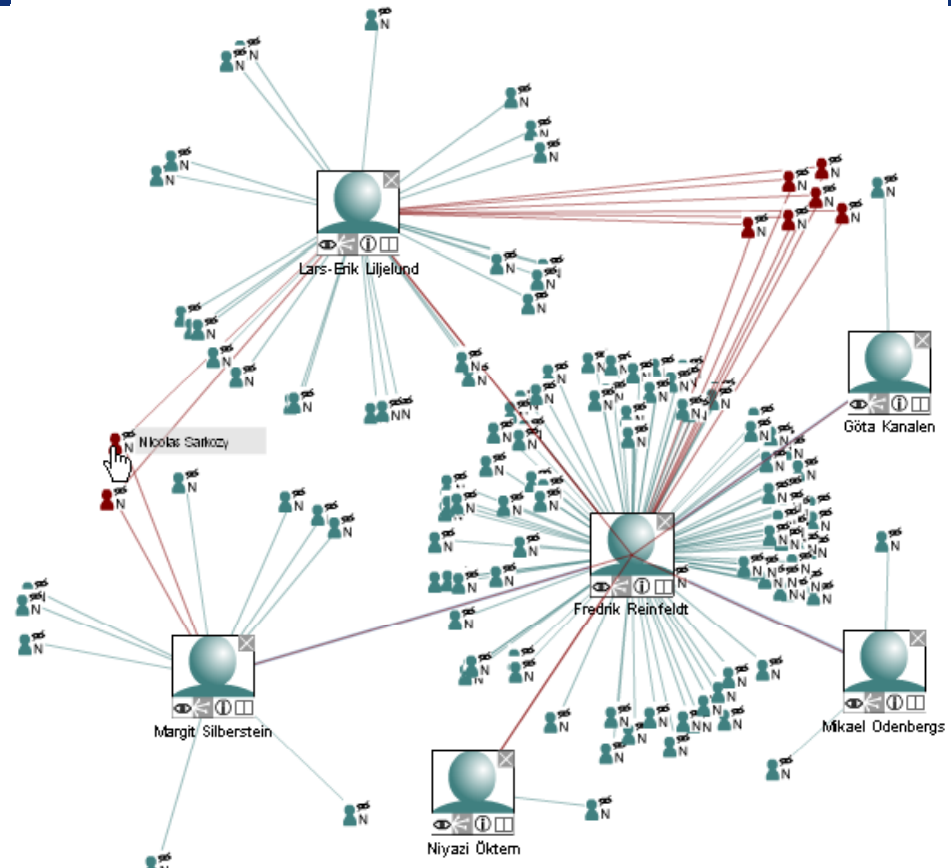 Lars-Erik Liljelund
Göta Kanalen
Nicolas Sarkozy
Fredrik Reinfeldt
Margit Silberstein
Mikael Odenbergs
Niyazi Öktem